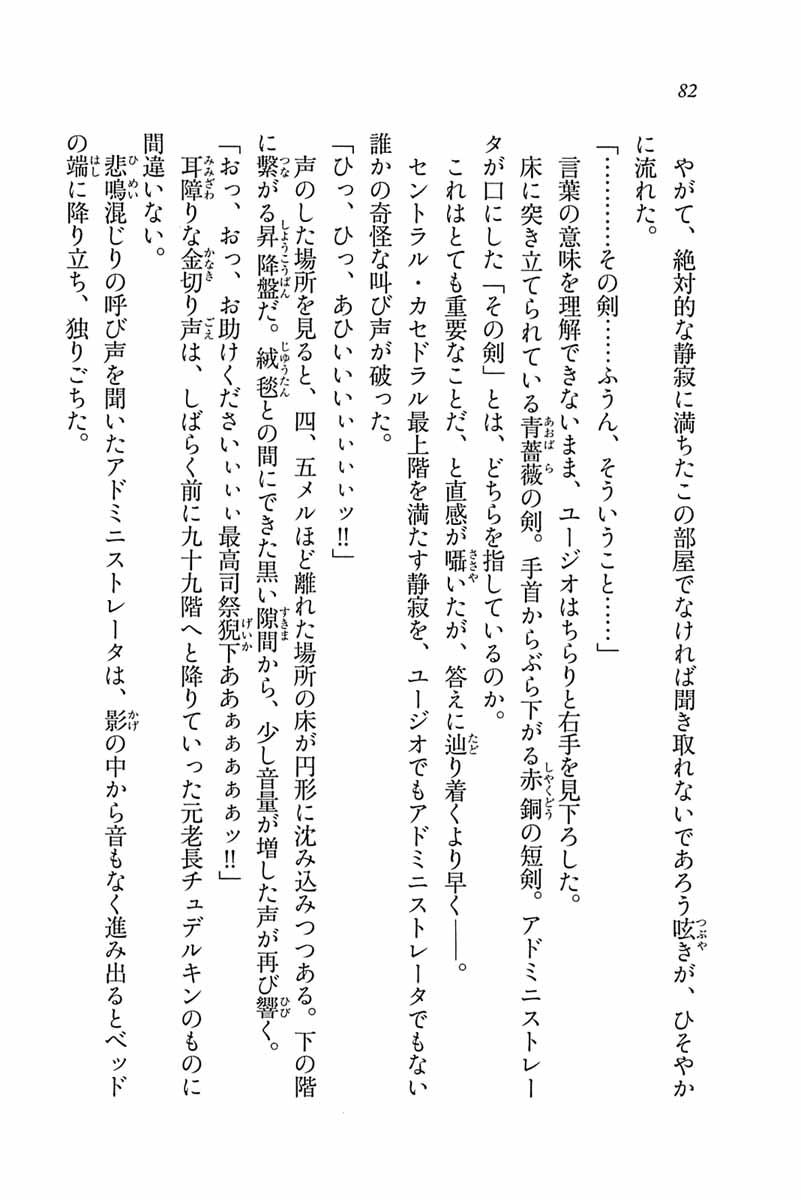 82
やがて、絶対的な静寂に満ちたこの部屋でなければ聞き取れないであろう呟きが、ひそやか
に流れた。
「…………その剣……ふうん、そういうこと……」
言葉の意味を理解できないまま、ユージオはちらりと右手を見下ろした。
床に突き立てられている青薔薇の剣。手首からぶら下がる赤銅の短剣。アドミニストレー
タが口にした「その剣」とは、どちらを指しているのか。
これはとても重要なことだ、と直感が囁いたが、答えに辿り着くより早く――。
セントラル・カセドラル最上階を満たす静寂を、ユージオでもアドミニストレータでもない
誰かの奇怪な叫び声が破った。
「ひっ、ひっ、あひいいいぃぃぃぃッ!!」
声のした場所を見ると、四、五メルほど離れた場所の床が円形に沈み込みつつある。下の階
に繋がる昇降盤だ。絨毯との間にできた黒い隙間から、少し音量が増した声が再び響く。
「おっ、おっ、お助けくださいぃぃぃ最高司祭猊下ああぁぁぁぁぁッ!!」
耳障りな金切り声は、しばらく前に九十九階へと降りていった元老長チュデルキンのものに
間違いない。
悲鳴混じりの呼び声を聞いたアドミニストレータは、影の中から音もなく進み出るとベッド
の端に降り立ち、独りごちた。